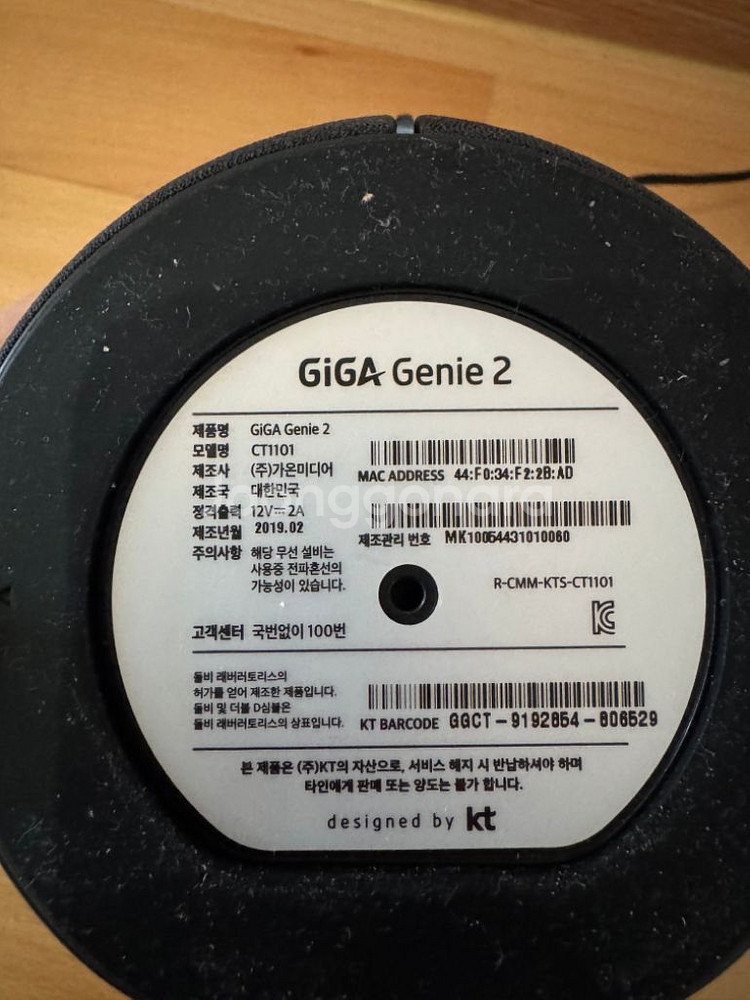 GiGA Genie 2
제품명 GiGA Genie 2
모델명 CT1101
제조사 (주)가온미디어
제조국 대한민국
정격출력 12V⎓2A
제조년월 2019.02
주의사항 해당 무선 설비는
사용중 전파혼선의
가능성이 있습니다.
고객센터 국번없이 100번
MAC ADDRESS 44:F0:34:F2:2B:AD
제조관리 번호 MK10054431010060
R-CMM-KTS-CT1101
돌비 래버러토리스의
허가를 얻어 제조한 제품입니다.
돌비 및 더블 D심볼은
돌비 래버러토리스의 상표입니다.
KT BARCODE GGCT-9192854-806529
본 제품은 (주)KT의 자산으로, 서비스 해지 시 반납하셔야 하며
타인에게 판매 또는 양도는 불가 합니다.
designed by kt